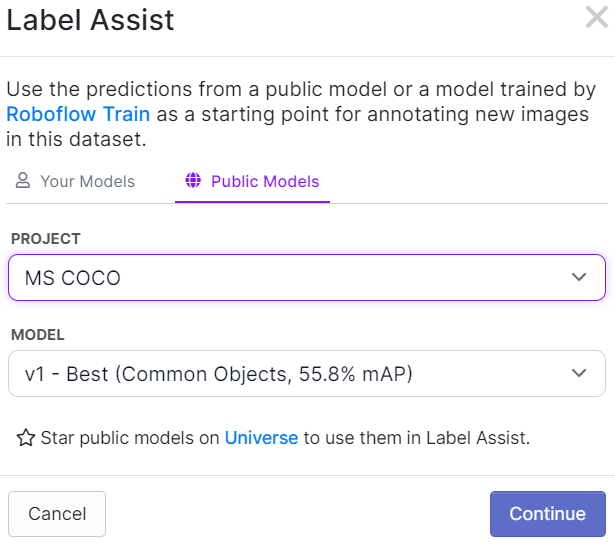 Label Assist
Use the predictions from a public model or a model trained by
Roboflow Train as a starting point for annotating new images
in this dataset.
Your Models
Public Models
PROJECT
MS COCO
MODEL
v1 - Best (Common Objects, 55.8% mAP)
Star public models on Universe to use them in Label Assist.
Cancel
Continue